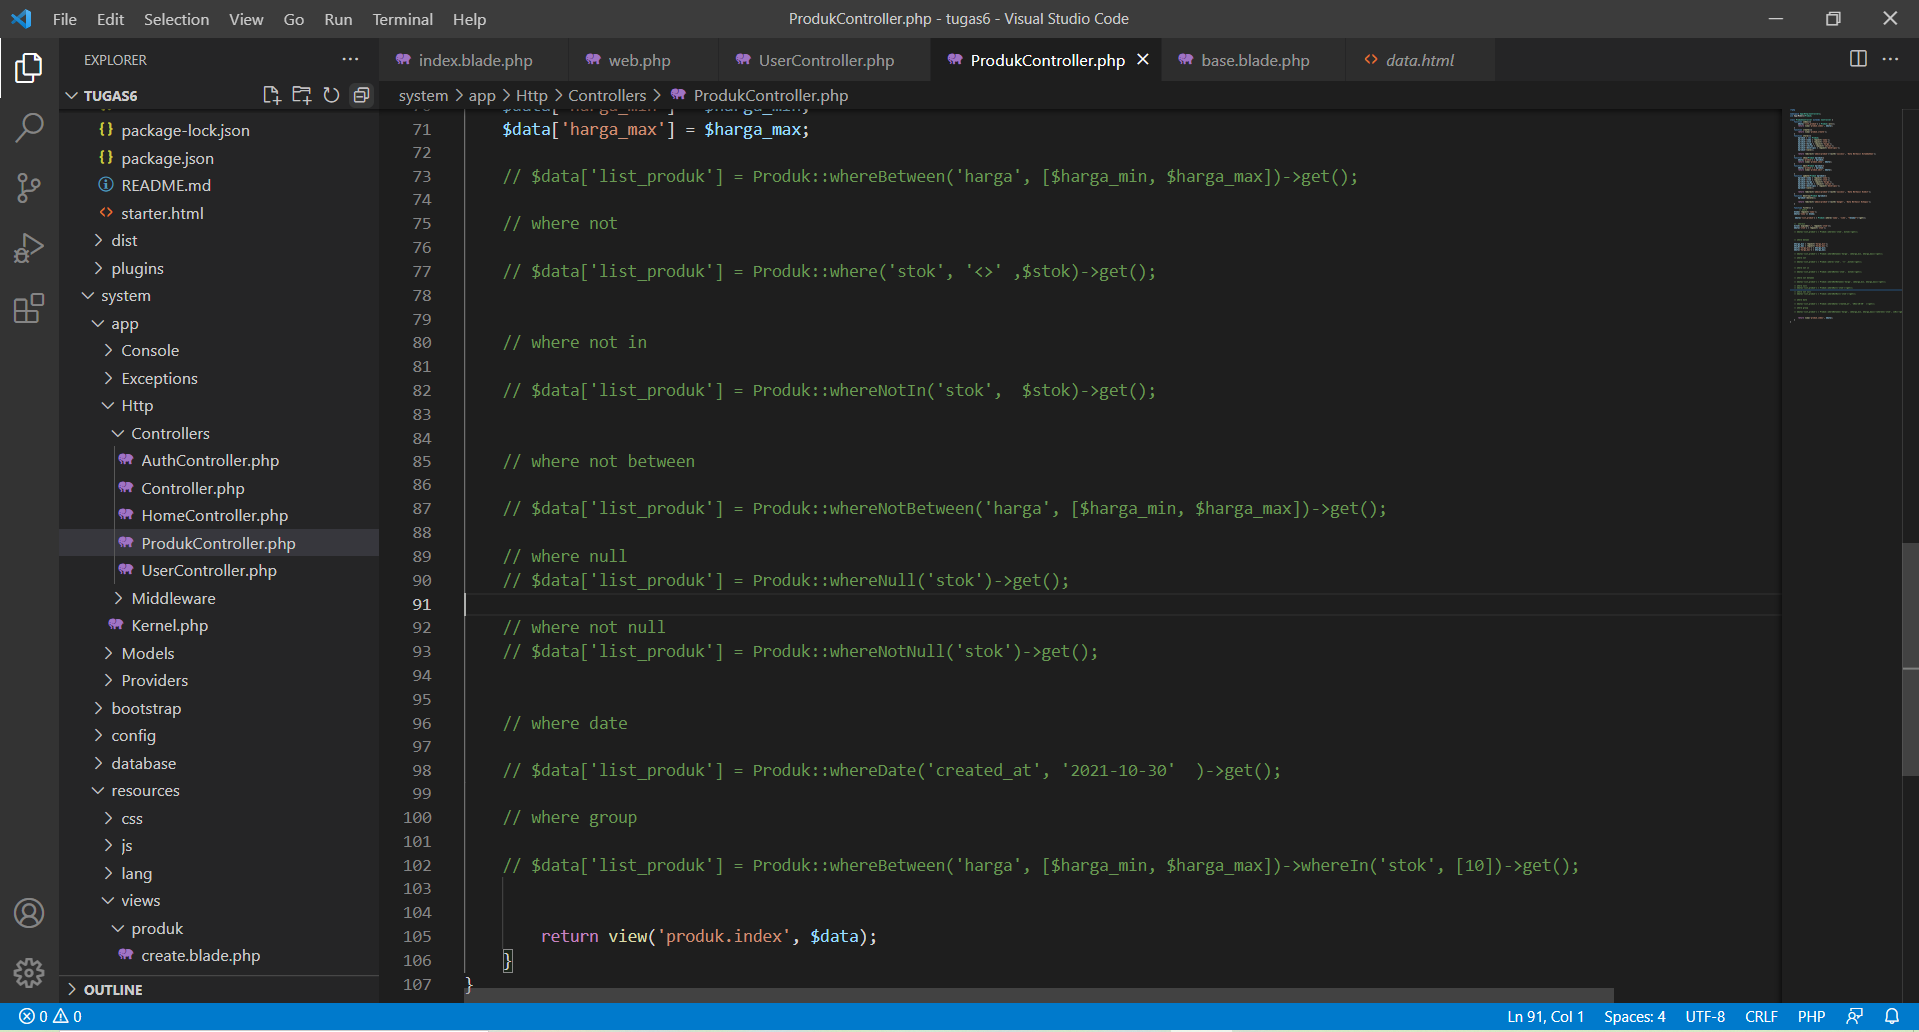 File Edit Selection View Go Run Terminal Help
ProdukController.php - tugas6 - Visual Studio Code
EXPLORER
TUGAS6
package-lock.json
package.json
README.md
starter.html
dist
plugins
system
app
Console
Exceptions
Http
Controllers
AuthController.php
Controller.php
HomeController.php
ProdukController.php
UserController.php
Middleware
Kernel.php
Models
Providers
bootstrap
config
database
resources
css
js
lang
views
produk
create.blade.php
OUTLINE
index.blade.php web.php UserController.php ProdukController.php base.blade.php data.html
system > app > Http > Controllers > ProdukController.php
71 $data['harga_max'] = $harga_max;
72
73 // $data['list_produk'] = Produk::whereBetween('harga', [$harga_min, $harga_max])->get();
74
75 // where not
76
77 // $data['list_produk'] = Produk::where('stok', '<>' ,$stok)->get();
78
79
80 // where not in
81
82 // $data['list_produk'] = Produk::whereNotIn('stok',  $stok)->get();
83
84
85 // where not between
86
87 // $data['list_produk'] = Produk::whereNotBetween('harga', [$harga_min, $harga_max])->get();
88
89 // where null
90 // $data['list_produk'] = Produk::whereNull('stok')->get();
91
92 // where not null
93 // $data['list_produk'] = Produk::whereNotNull('stok')->get();
94
95
96 // where date
97
98 // $data['list_produk'] = Produk::whereDate('created_at', '2021-10-30'  )->get();
99
100 // where group
101
102 // $data['list_produk'] = Produk::whereBetween('harga', [$harga_min, $harga_max])->whereIn('stok', [10])->get();
103
104
105 return view('produk.index', $data);
106 }
107 }
0 0 Ln 91, Col 1 Spaces: 4 UTF-8 CRLF PHP